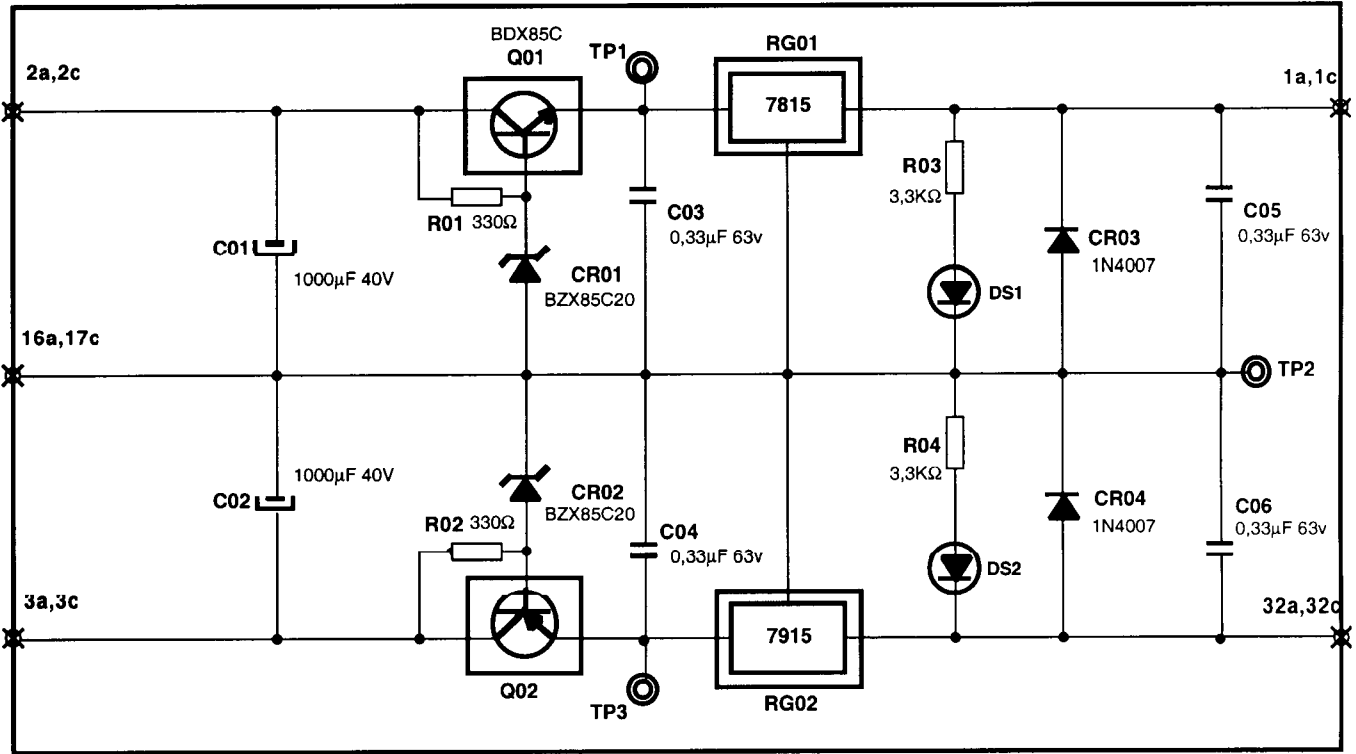 BDX85C
Q01
TP1
RG01
2a,2c
1a,1c
7815
R03
3,3KΩ
R01 330Ω
C03
0,33µF 63v
C05
0,33µF 63v
C01
1000µF 40V
CR01
BZX85C20
CR03
1N4007
DS1
16a,17c
TP2
R04
3,3KΩ
1000µF 40V
C02
CR02
BZX85C20
R02 330Ω
CR04
1N4007
C06
0,33µF 63v
C04
0,33µF 63v
DS2
3a,3c
32a,32c
7915
Q02
TP3
RG02